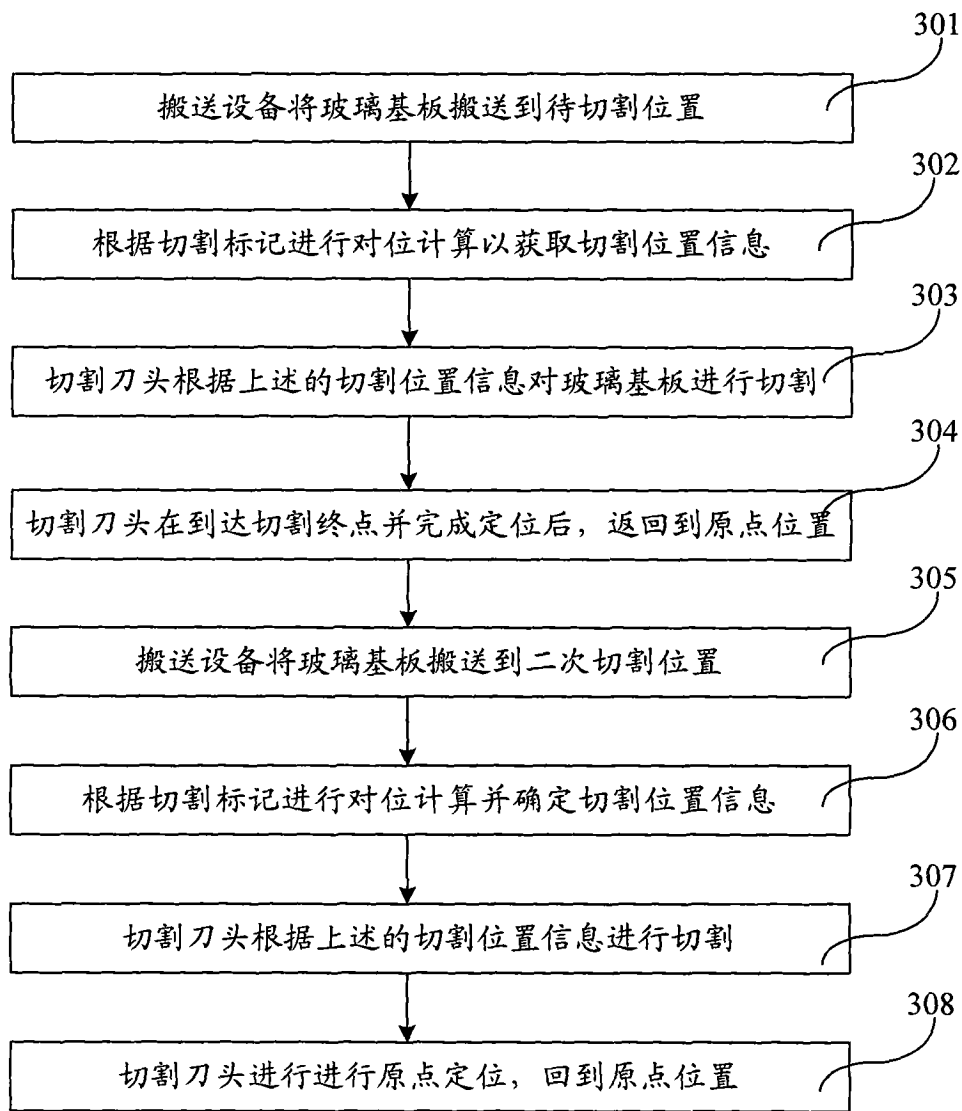 301
搬送设备将玻璃基板搬送到待切割位置
302
根据切割标记进行对位计算以获取切割位置信息
303
切割刀头根据上述的切割位置信息对玻璃基板进行切割
304
切割刀头在到达切割终点并完成定位后，返回到原点位置
305
搬送设备将玻璃基板搬送到二次切割位置
306
根据切割标记进行对位计算并确定切割位置信息
307
切割刀头根据上述的切割位置信息进行切割
308
切割刀头进行进行原点定位，回到原点位置